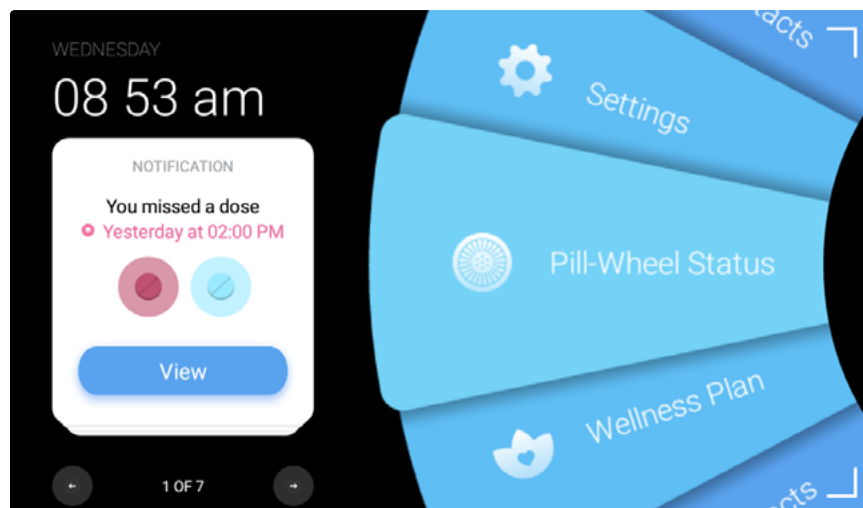 WEDNESDAY
08 53 am
NOTIFICATION
You missed a dose
Yesterday at 02:00 PM
View
1 OF 7
Settings
Pill-Wheel Status
Wellness Plan